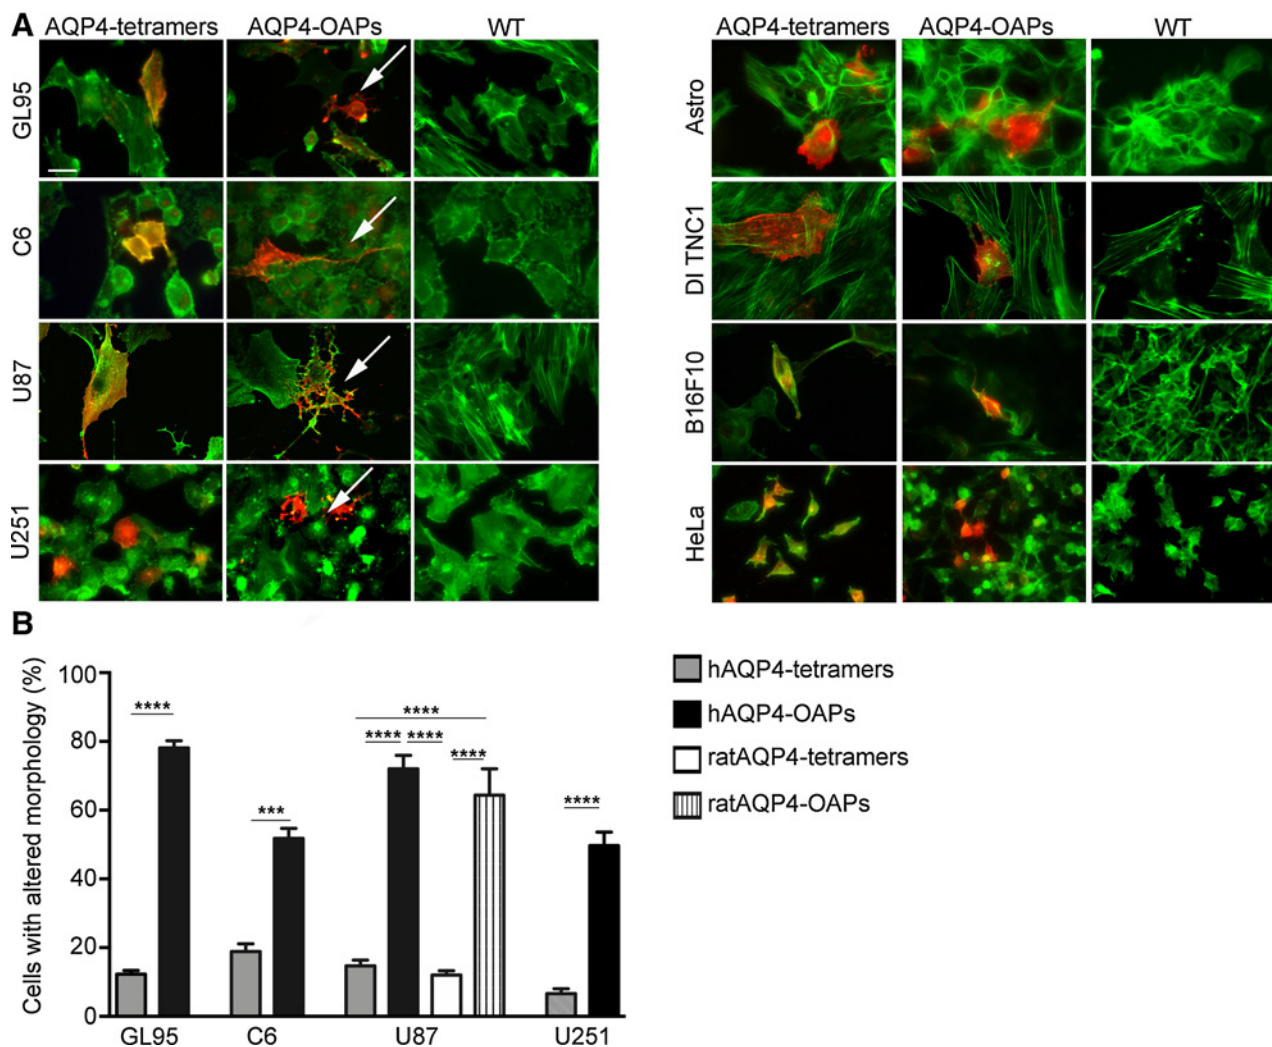 A
AQP4-tetramers AQP4-OAPs WT
GL95
C6
U87
U251
AQP4-tetramers AQP4-OAPs WT
Astro
DI TNC1
B16F10
HeLa
B
Cells with altered morphology (%)
100
80
60
40
20
0
****
***
****
**** ****
****
****
GL95 C6 U87 U251
hAQP4-tetramers
hAQP4-OAPs
ratAQP4-tetramers
ratAQP4-OAPs